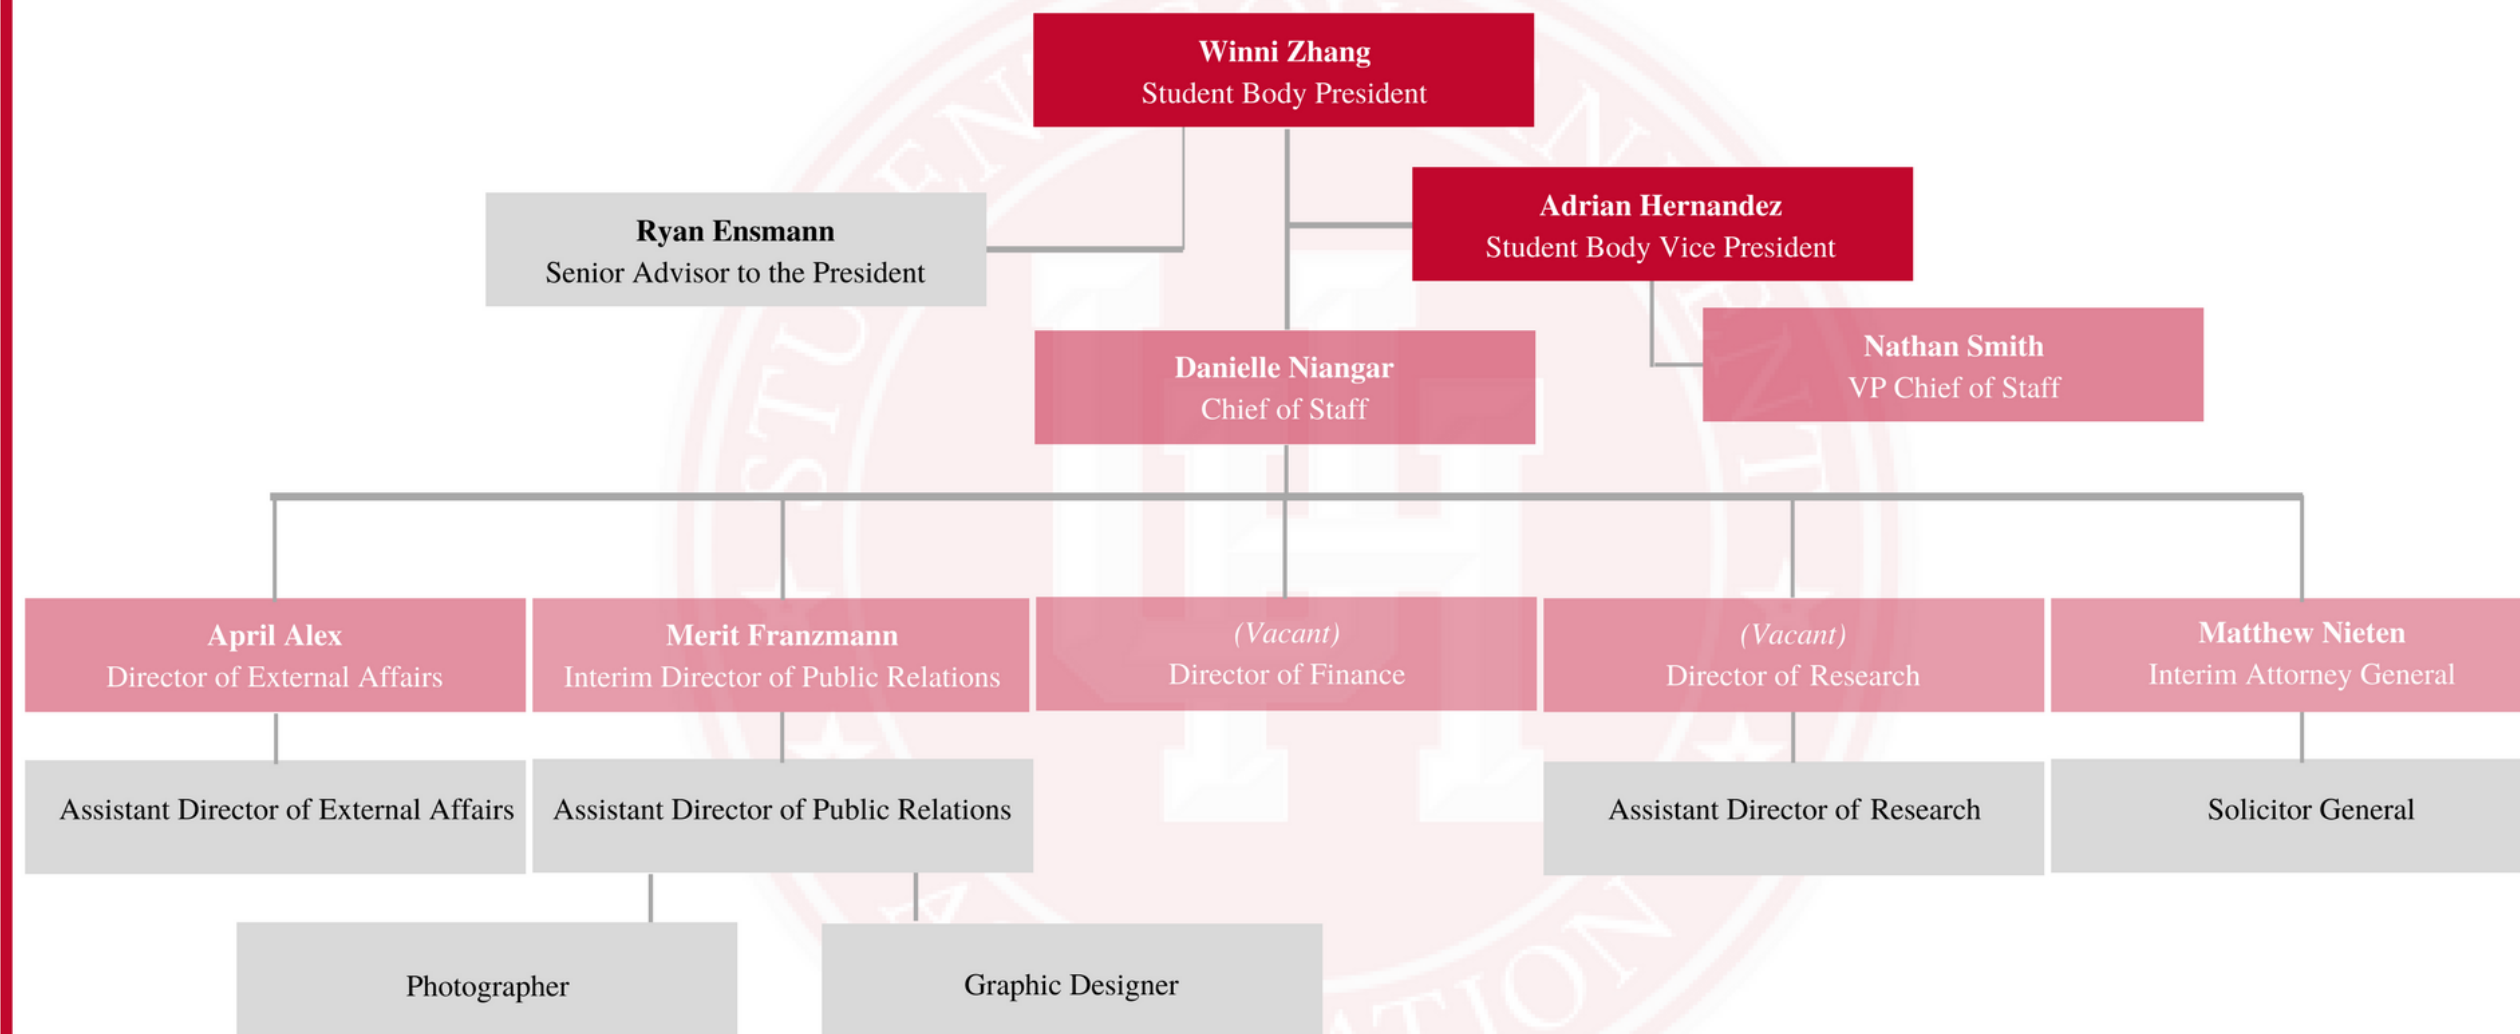 Winni Zhang
Student Body President
Adrian Hernandez
Student Body Vice President
Ryan Ensmann
Senior Advisor to the President
Nathan Smith
VP Chief of Staff
Danielle Niangar
Chief of Staff
April Alex
Director of External Affairs
Merit Franzmann
Interim Director of Public Relations
(Vacant)
Director of Finance
(Vacant)
Director of Research
Matthew Nieten
Interim Attorney General
Assistant Director of External Affairs
Assistant Director of Public Relations
Assistant Director of Research
Solicitor General
Photographer
Graphic Designer